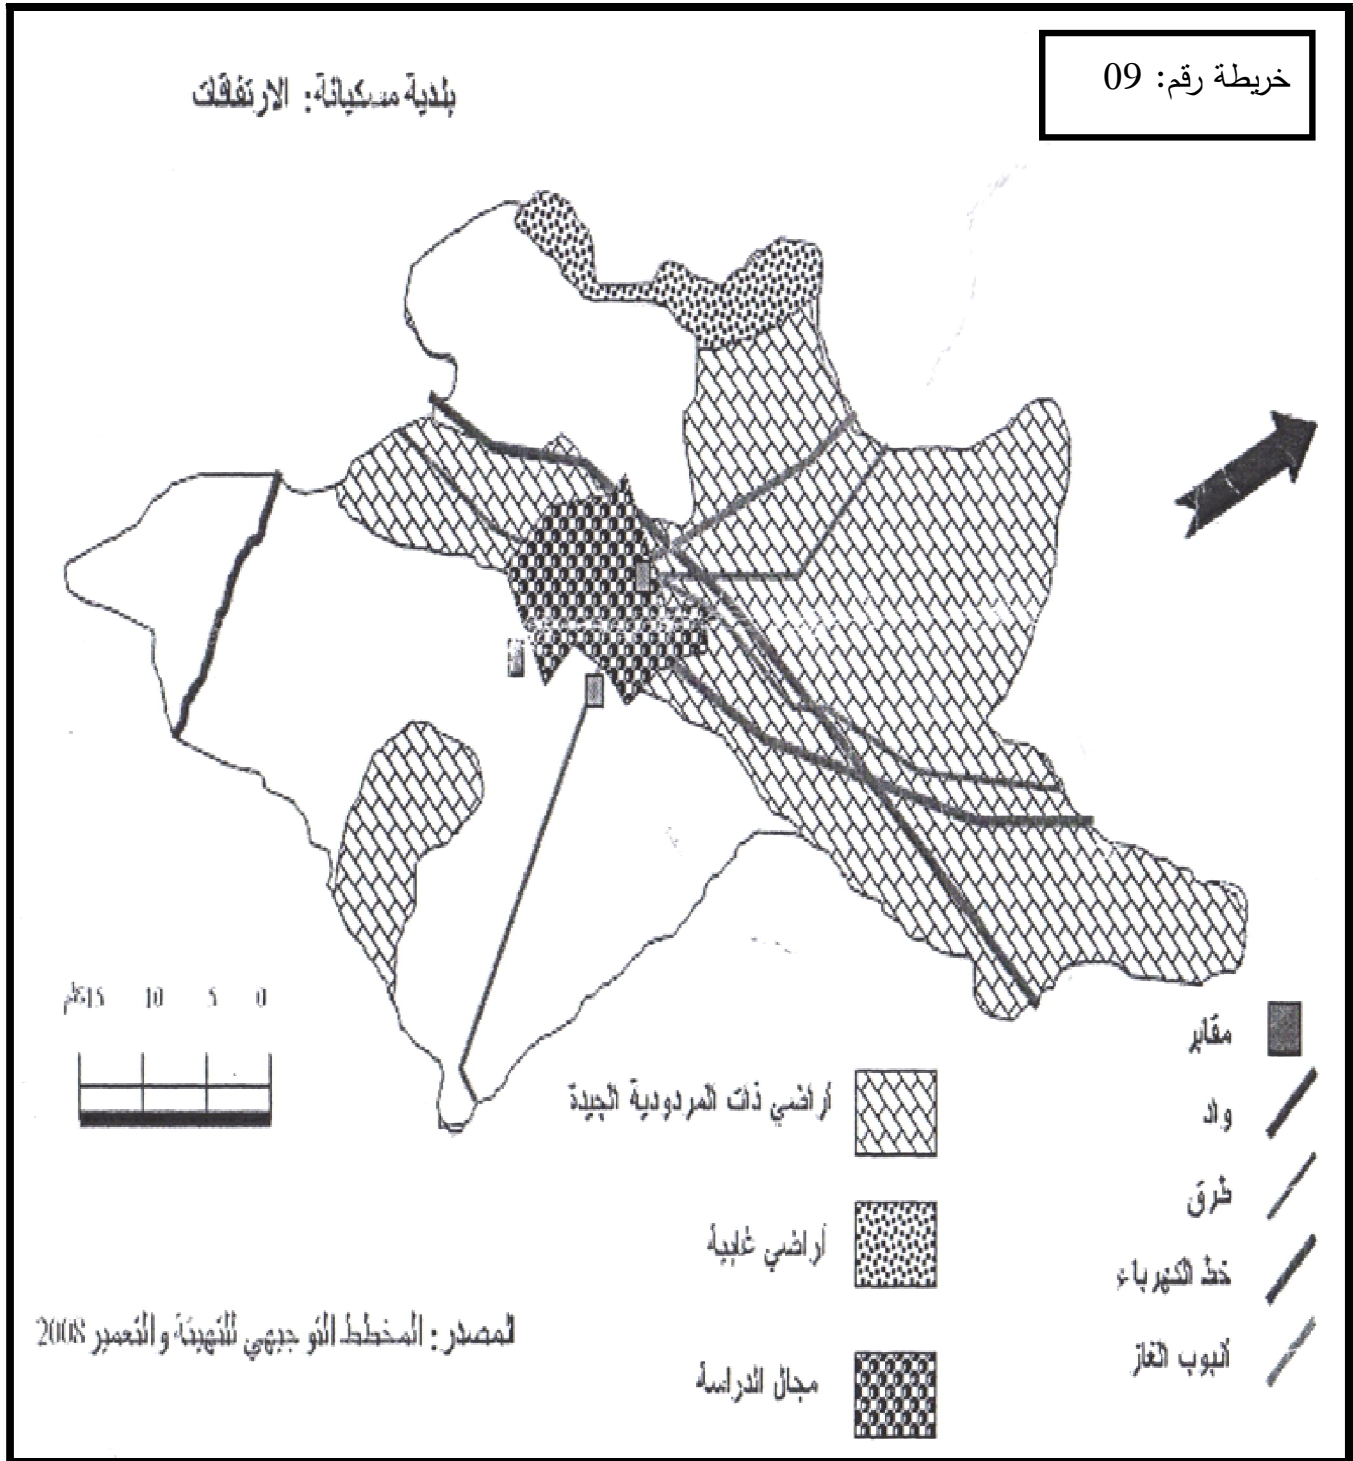 خريطة رقم: 09
بلدية مسكيانة: الارتفاقات
0 5 10 15كلم
مقابر
واد
طرق
خط الكهرباء
أنبوب الغاز
أراضي ذات المردودية الجيدة
أراضي غابية
مجال الدراسة
المصدر: المخطط التوجيهي للتهيئة والتعمير 2008